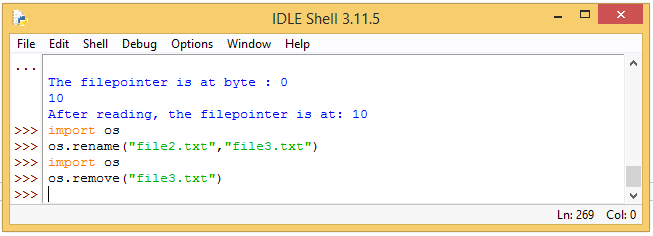 IDLE Shell 3.11.5
File Edit Shell Debug Options Window Help
...
The filepointer is at byte : 0
10
After reading, the filepointer is at: 10
>>> import os
>>> os.rename("file2.txt","file3.txt")
>>> import os
>>> os.remove("file3.txt")
>>>
Ln: 269 Col: 0